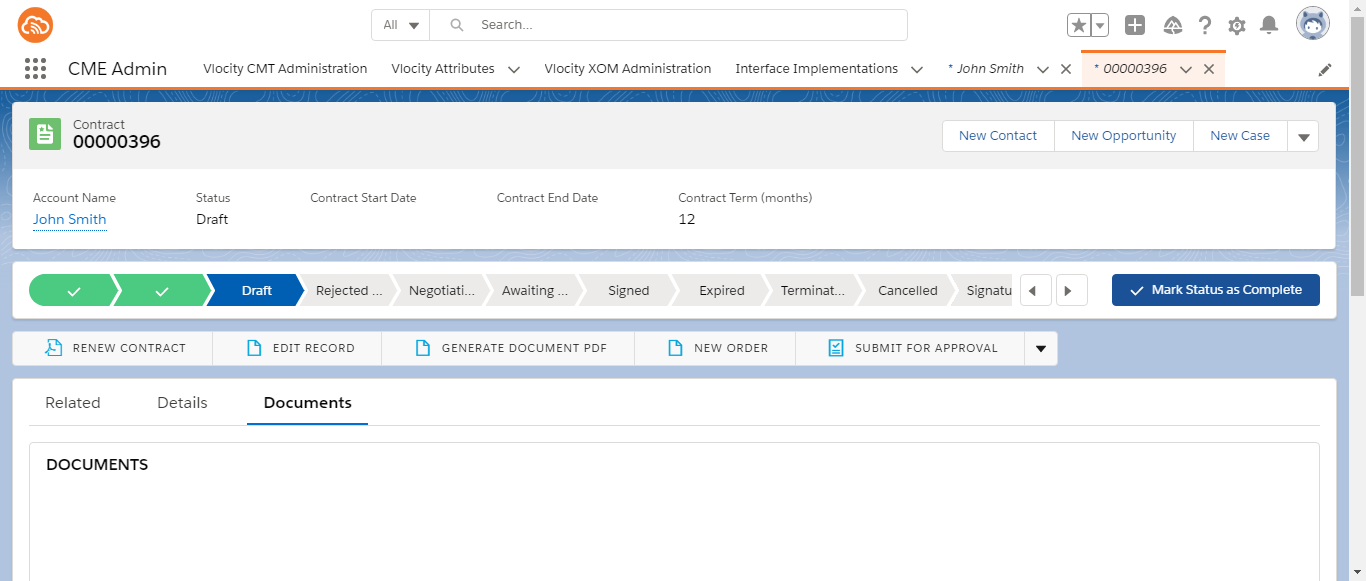 All Search...
CME Admin Vlocity CMT Administration Vlocity Attributes Vlocity XOM Administration Interface Implementations * John Smith * 00000396
Contract
00000396
New Contact New Opportunity New Case
Account Name Status Contract Start Date Contract End Date Contract Term (months)
John Smith Draft 12
Draft Rejected ... Negotiati... Awaiting ... Signed Expired Terminat... Cancelled Signatu Mark Status as Complete
RENEW CONTRACT EDIT RECORD GENERATE DOCUMENT PDF NEW ORDER SUBMIT FOR APPROVAL
Related Details Documents
DOCUMENTS